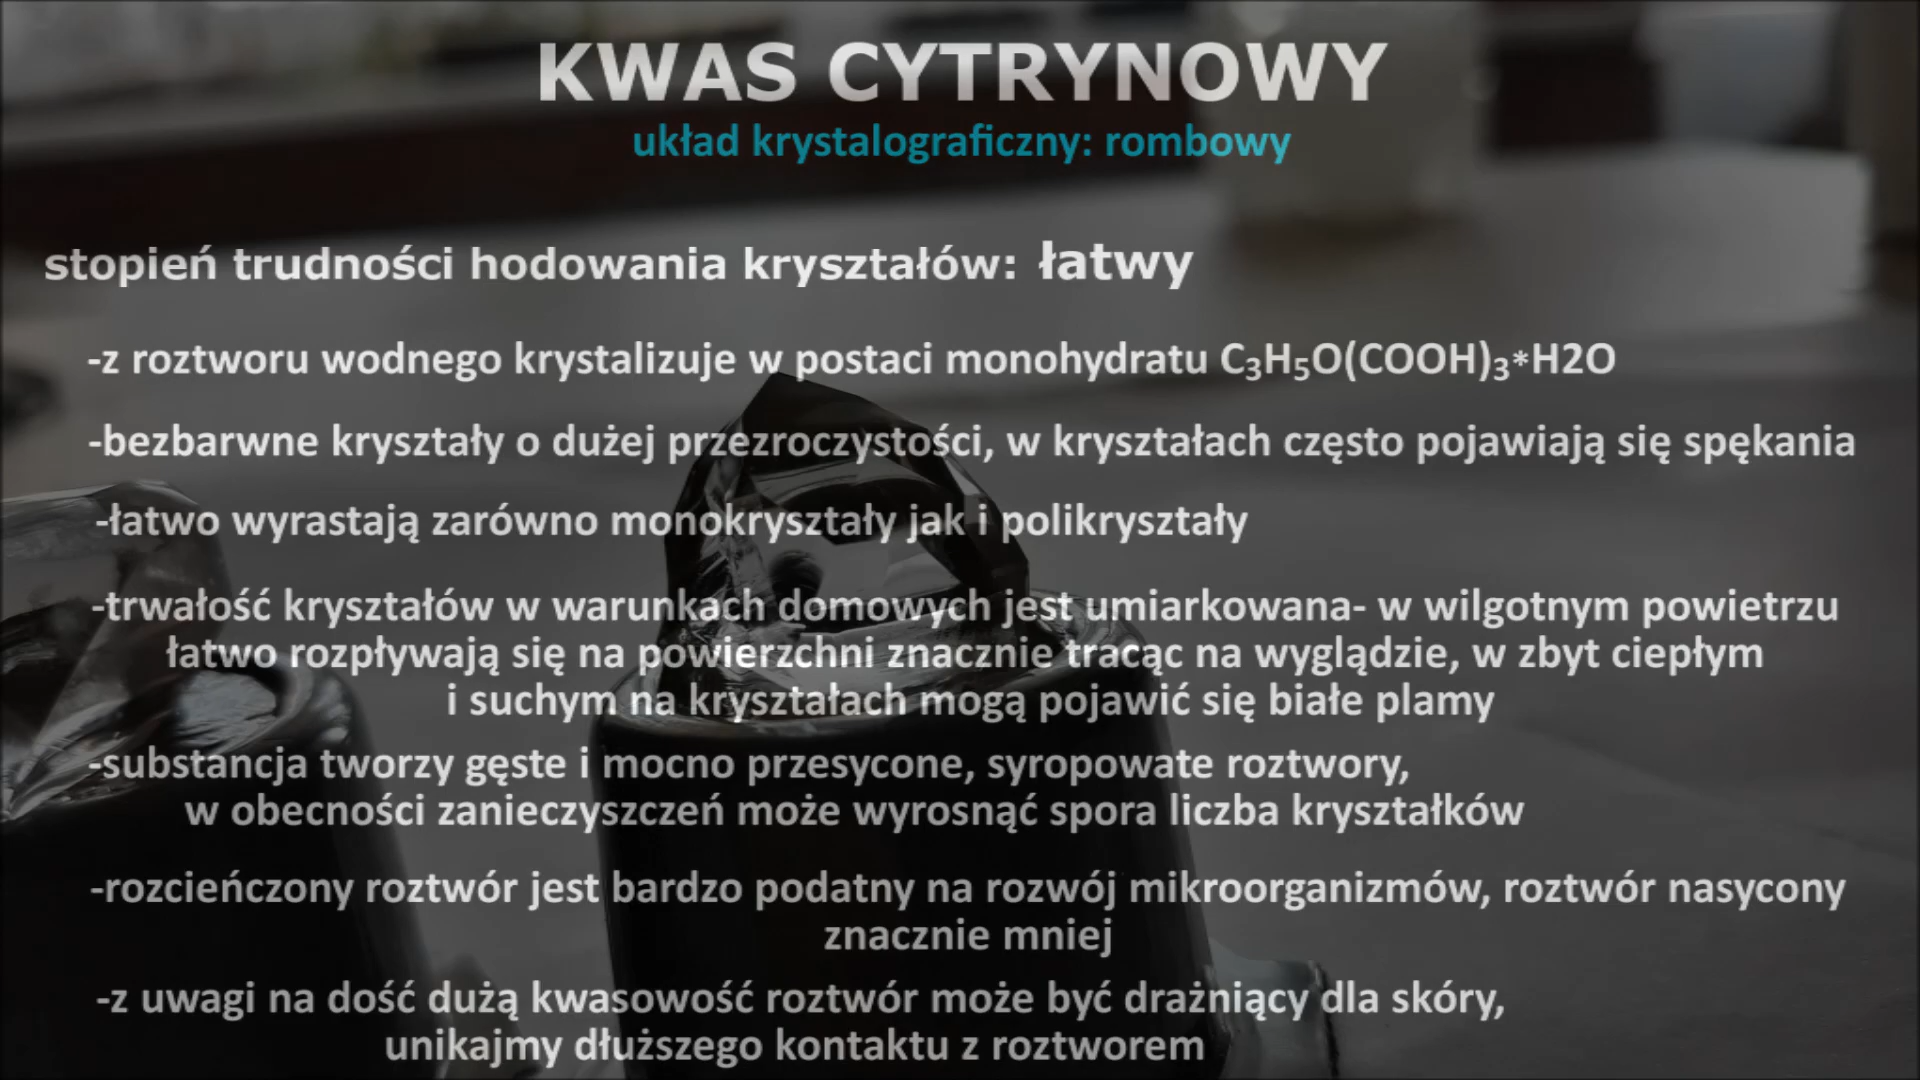 KWAS CYTRYNOWY
układ krystalograficzny: rombowy
stopień trudności hodowania kryształów: łatwy
-z roztworu wodnego krystalizuje w postaci monohydratu C₃H₅O(COOH)₃*H2O
-bezbarwne kryształy o dużej przezroczystości, w kryształach często pojawiają się spękania
-łatwo wyrastają zarówno monokryształy jak i polikryształy
-trwałość kryształów w warunkach domowych jest umiarkowana- w wilgotnym powietrzu
łatwo rozpływają się na powierzchni znacznie tracąc na wyglądzie, w zbyt ciepłym
i suchym na kryształach mogą pojawić się białe plamy
-substancja tworzy gęste i mocno przesycone, syropowate roztwory,
w obecności zanieczyszczeń może wyrosnąć spora liczba kryształków
-rozcieńczony roztwór jest bardzo podatny na rozwój mikroorganizmów, roztwór nasycony
znacznie mniej
-z uwagi na dość dużą kwasowość roztwór może być drażniący dla skóry,
unikajmy dłuższego kontaktu z roztworem